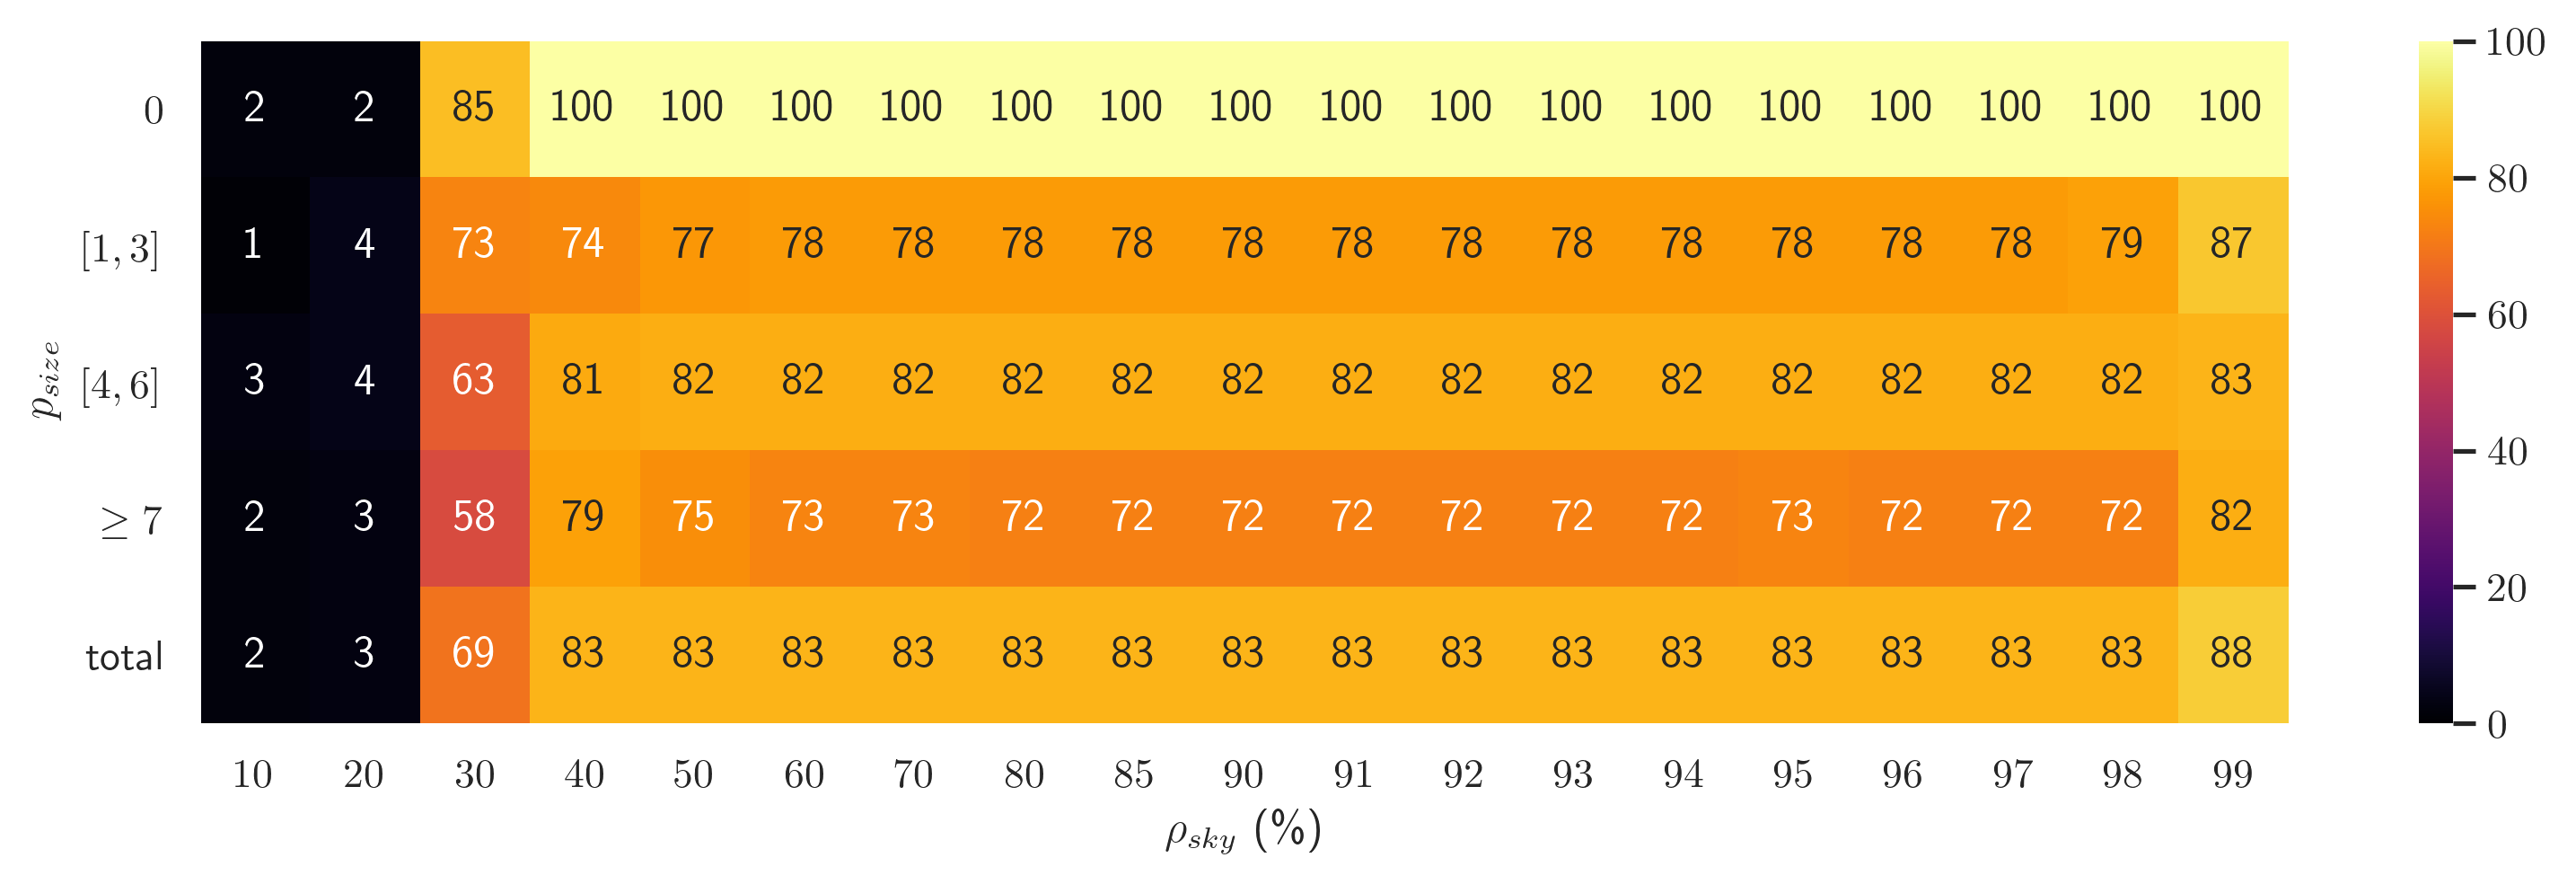 0 2 2 85 100 100 100 100 100 100 100 100 100 100 100 100 100 100 100 100
[1, 3] 1 4 73 74 77 78 78 78 78 78 78 78 78 78 78 78 78 79 87
[4, 6] 3 4 63 81 82 82 82 82 82 82 82 82 82 82 82 82 82 82 83
≥ 7 2 3 58 79 75 73 73 72 72 72 72 72 72 72 73 72 72 72 82
total 2 3 69 83 83 83 83 83 83 83 83 83 83 83 83 83 83 83 88
10 20 30 40 50 60 70 80 85 90 91 92 93 94 95 96 97 98 99
ρsky (%)
psize
100
80
60
40
20
0